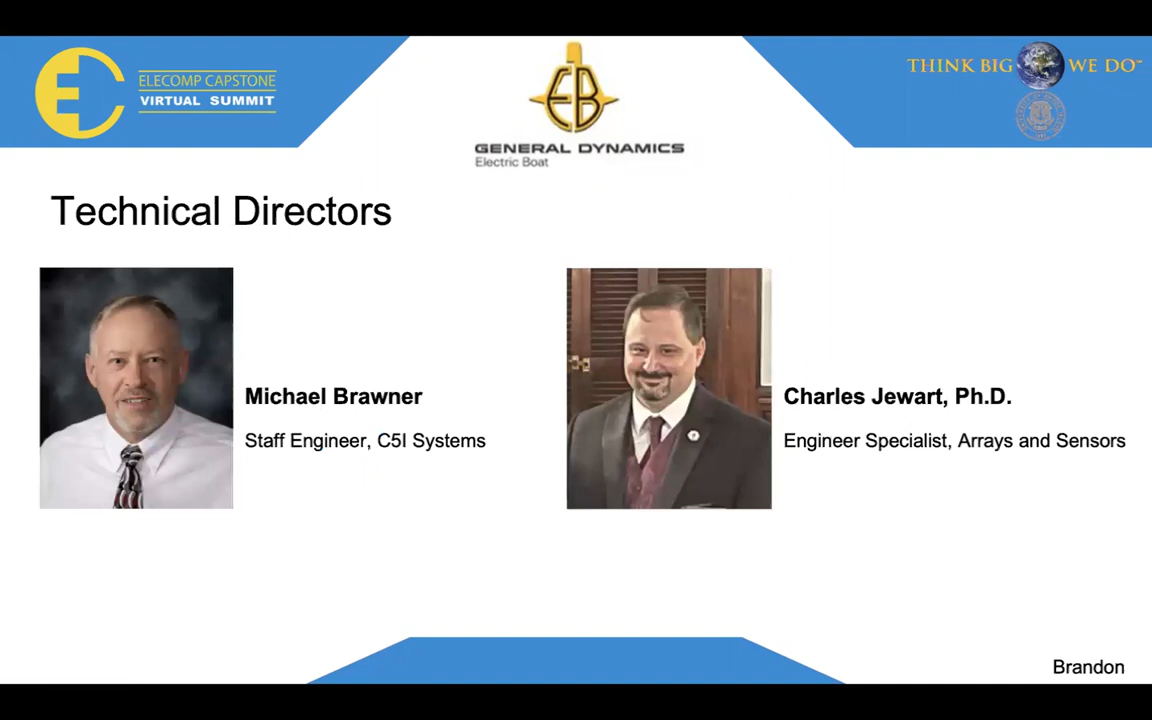 ELECOMP CAPSTONE
VIRTUAL SUMMIT
EB
GENERAL DYNAMICS
Electric Boat
THINK BIG WE DO™
Technical Directors
Michael Brawner
Staff Engineer, C5I Systems
Charles Jewart, Ph.D.
Engineer Specialist, Arrays and Sensors
Brandon